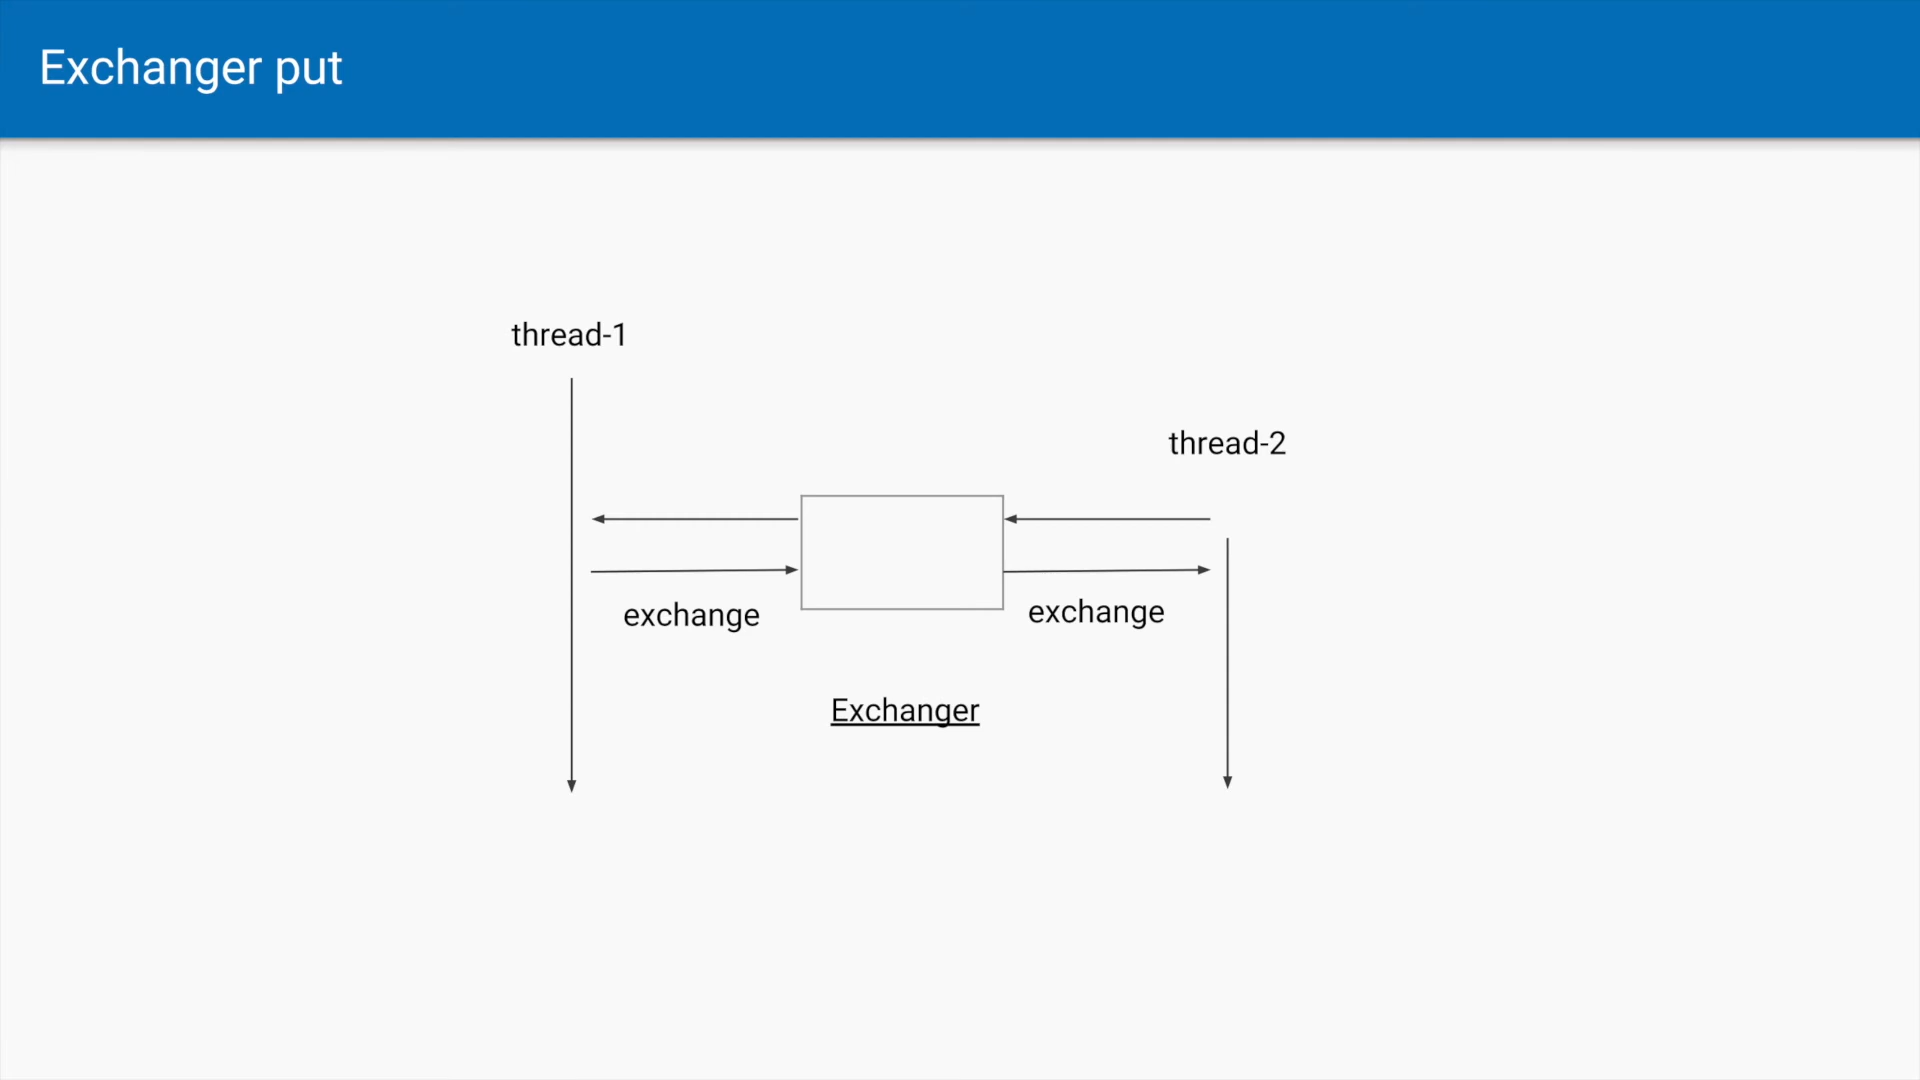 Exchanger put
thread-1
thread-2
exchange
exchange
Exchanger